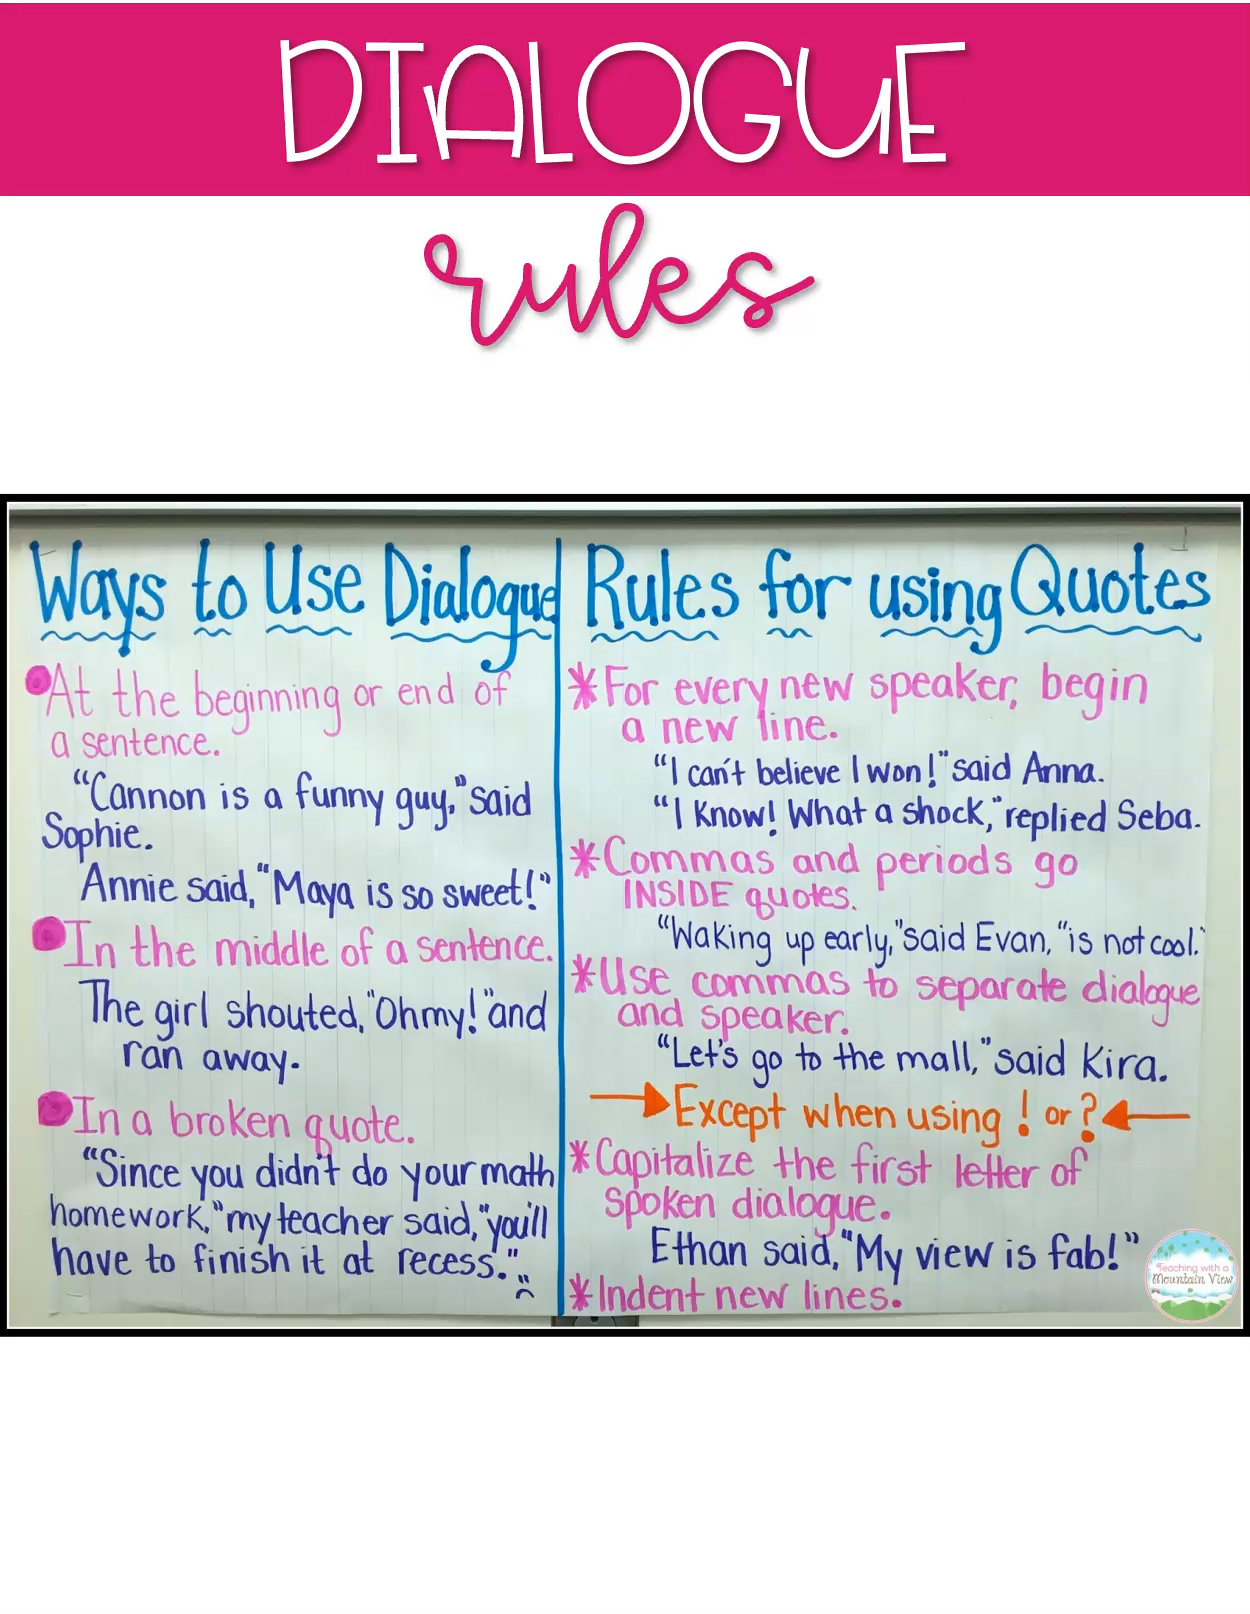 DIALOGUE
rules
Ways to Use Dialogue
At the beginning or end of
a sentence.
"Cannon is a funny guy," said
Sophie.
Annie said, "Maya is so sweet!"
In the middle of a sentence.
The girl shouted, "Oh my!" and
ran away.
In a broken quote.
"Since you didn't do your math
homework," my teacher said, "you'll
have to finish it at recess."
Rules for using Quotes
*For every new speaker, begin
a new line.
"I can't believe I won!" said Anna.
"I know! What a shock," replied Seba.
*Commas and periods go
INSIDE quotes.
"Waking up early," said Evan, "is not cool."
*Use commas to separate dialogue
and speaker.
"Let's go to the mall," said Kira.
Except when using ! or ?
*Capitalize the first letter of
spoken dialogue.
Ethan said, "My view is fab!"
*Indent new lines.
Teaching with a
Mountain View